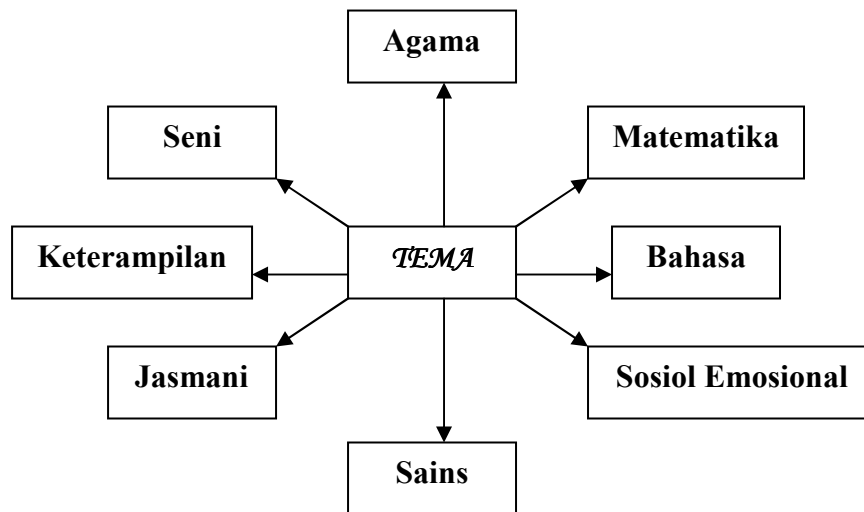 Agama
Seni
Matematika
Keterampilan
TEMA
Bahasa
Jasmani
Sosiol Emosional
Sains